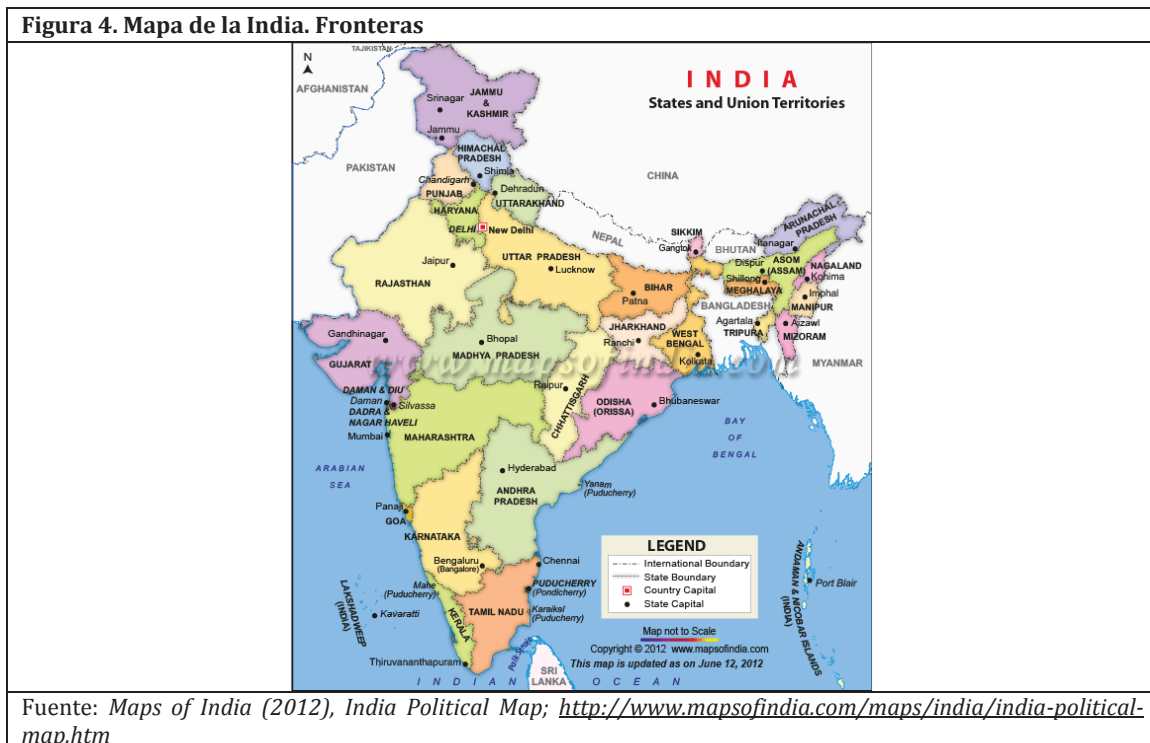 Figura 4. Mapa de la India. Fronteras
N
TAJIKISTAN
AFGHANISTAN
INDIA
States and Union Territories
JAMMU
&
KASHMIR
Srinagar
Jammu
HIMACHAL
PRADESH
Shimla
PAKISTAN
CHINA
Chandigarh
PUNJAB
Dehradun
UTTARAKHAND
HARYANA
DELHI
New Delhi
NEPAL
SIKKIM
Gangtok
BHUTAN
ARUNACHAL
PRADESH
Itanagar
Jaipur
RAJASTHAN
UTTAR PRADESH
Lucknow
BIHAR
Patna
Dispur
ASOM
(ASSAM)
NAGALAND
Kohima
Shillong
MEGHALAYA
Imphal
MANIPUR
BANGLADESH
Agartala
TRIPURA
Aizawl
MIZORAM
MYANMAR
Gandhinagar
GUJARAT
Bhopal
MADHYA PRADESH
JHARKHAND
Ranchi
WEST
BENGAL
Kolkata
www.mapsofindia.com
DAMAN & DIU
Daman
Silvassa
DADRA &
NAGAR HAVELI
Mumbai
MAHARASHTRA
Raipur
CHHATTISGARH
ODISHA
(ORISSA)
Bhubaneswar
BAY
OF
BENGAL
ARABIAN
SEA
Hyderabad
ANDHRA
PRADESH
Yanam
(Puducherry)
Panaji
GOA
KARNATAKA
Bengaluru
(Bangalore)
Chennai
Mahe
(Puducherry)
PUDUCHERRY
(Pondicherry)
Karaikal
(Puducherry)
TAMIL NADU
KERALA
LAKSHADWEEP
(INDIA)
Kavaratti
Thiruvananthapuram
Palk Strait
SRI
LANKA
INDIAN OCEAN
ANDAMAN & NICOBAR ISLANDS
(INDIA)
Port Blair
LEGEND
International Boundary
State Boundary
Country Capital
State Capital
Map not to Scale
Copyright © 2012 www.mapsofindia.com
This map is updated as on June 12, 2012
Fuente: Maps of India (2012), India Political Map; http://www.mapsofindia.com/maps/india/india-political-
map.htm